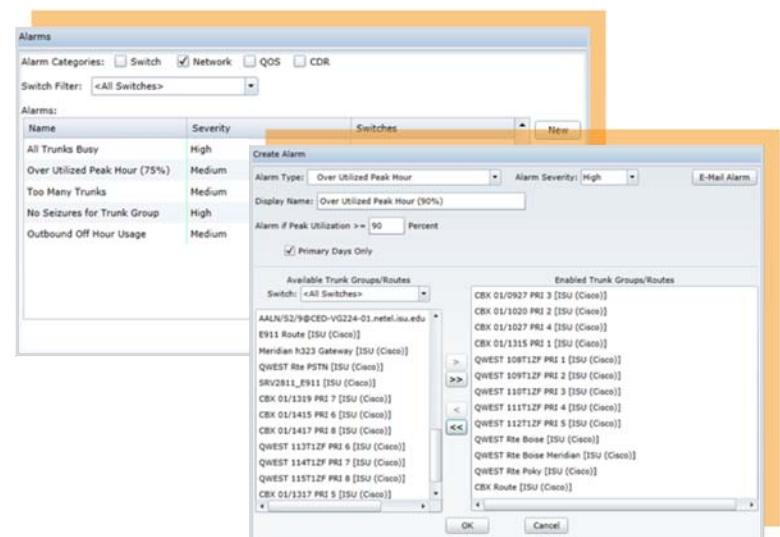 Alarms
Alarm Categories: Switch Network QOS CDR
Switch Filter: <All Switches>
Alarms:
Name Severity Switches New
All Trunks Busy High
Over Utilized Peak Hour (75%) Medium
Too Many Trunks Medium
No Seizures for Trunk Group High
Outbound Off Hour Usage Medium
Create Alarm
Alarm Type: Over Utilized Peak Hour Alarm Severity: High E-Mail Alarm
Display Name: Over Utilized Peak Hour (90%)
Alarm if Peak Utilization >= 90 Percent
Primary Days Only
Available Trunk Groups/Routes
Switch: <All Switches>
AALN/S2/9@CED-VG224-01.netel.isu.edu
E911 Route [ISU (Cisco)]
Meridian h323 Gateway [ISU (Cisco)]
QWEST Rte PSTN [ISU (Cisco)]
SRV2811_E911 [ISU (Cisco)]
CBX 01/1319 PRI 7 [ISU (Cisco)]
CBX 01/1415 PRI 6 [ISU (Cisco)]
CBX 01/1417 PRI 8 [ISU (Cisco)]
QWEST 113T1ZF PRI 6 [ISU (Cisco)]
QWEST 114T1ZF PRI 7 [ISU (Cisco)]
QWEST 115T1ZF PRI 8 [ISU (Cisco)]
CBX 01/1317 PRI 5 [ISU (Cisco)]
>
>>
<
<<
Enabled Trunk Groups/Routes
CBX 01/0927 PRI 3 [ISU (Cisco)]
CBX 01/1020 PRI 2 [ISU (Cisco)]
CBX 01/1027 PRI 4 [ISU (Cisco)]
CBX 01/1315 PRI 1 [ISU (Cisco)]
QWEST 108T1ZF PRI 1 [ISU (Cisco)]
QWEST 109T1ZF PRI 2 [ISU (Cisco)]
QWEST 110T1ZF PRI 3 [ISU (Cisco)]
QWEST 111T1ZF PRI 4 [ISU (Cisco)]
QWEST 112T1ZF PRI 5 [ISU (Cisco)]
QWEST Rte Boise [ISU (Cisco)]
QWEST Rte Boise Meridian [ISU (Cisco)]
QWEST Rte Poky [ISU (Cisco)]
CBX Route [ISU (Cisco)]
OK Cancel